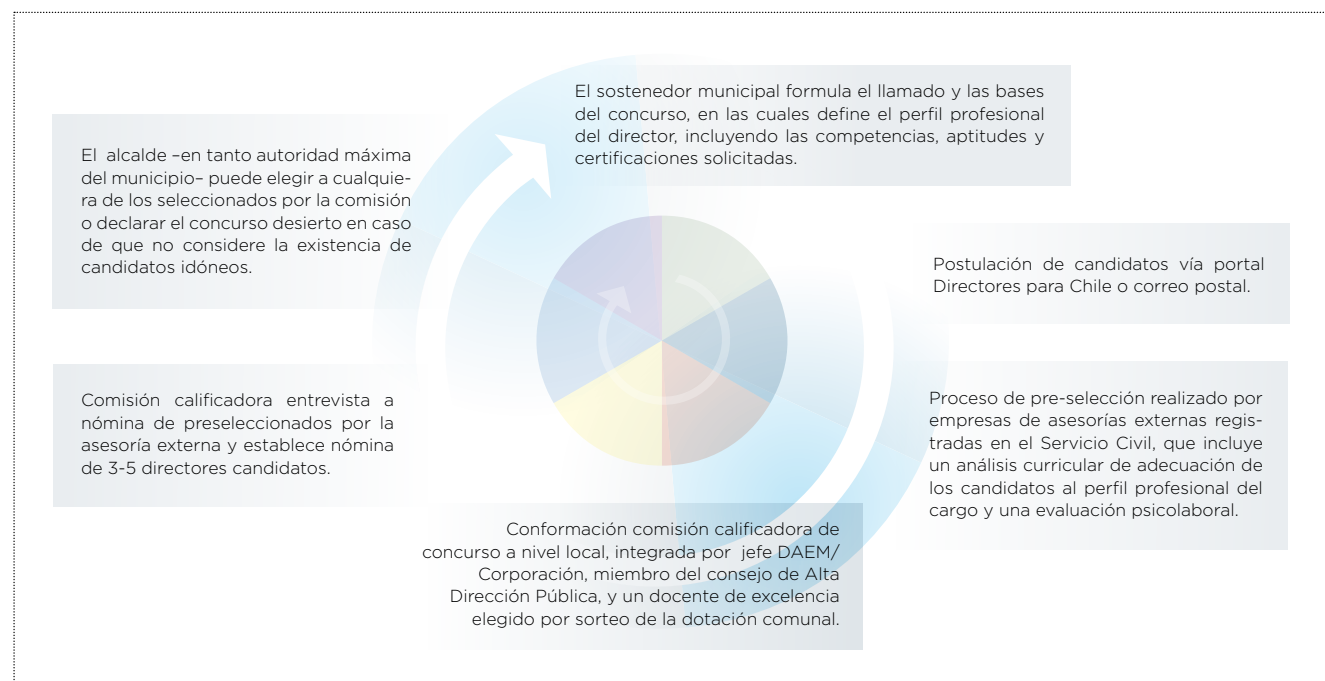 El sostenedor municipal formula el llamado y las bases
del concurso, en las cuales define el perfil profesional
del director, incluyendo las competencias, aptitudes y
certificaciones solicitadas.
Postulación de candidatos vía portal
Directores para Chile o correo postal.
Proceso de pre-selección realizado por
empresas de asesorías externas regis-
tradas en el Servicio Civil, que incluye
un análisis curricular de adecuación de
los candidatos al perfil profesional del
cargo y una evaluación psicolaboral.
Conformación comisión calificadora de
concurso a nivel local, integrada por jefe DAEM/
Corporación, miembro del consejo de Alta
Dirección Pública, y un docente de excelencia
elegido por sorteo de la dotación comunal.
Comisión calificadora entrevista a
nómina de preseleccionados por la
asesoría externa y establece nómina
de 3-5 directores candidatos.
El alcalde –en tanto autoridad máxima
del municipio– puede elegir a cualquie-
ra de los seleccionados por la comisión
o declarar el concurso desierto en caso
de que no considere la existencia de
candidatos idóneos.